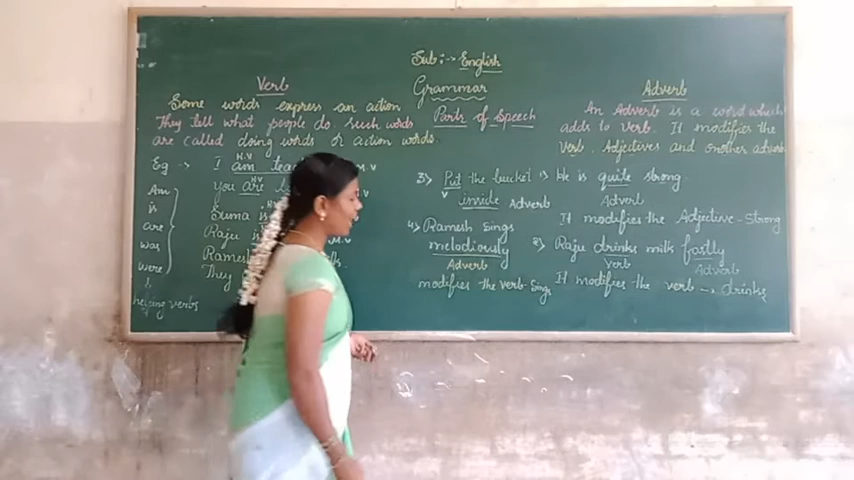 Sub:- English
Grammar
Parts of Speech
Verb
Some words express an action
They tell what people do. such words
are called doing words or action words.
Eg → I am
H.V
M.V
you are
H.V
Suma is
Raju
M.V
Ramesh
They
Am
is
are
was
were
helping verbs
3) Put the bucket
V
inside Adverb
4) Ramesh sings
melodiously
Adverb
modifies the verb-sings
Adverb
An Adverb is a word which
adds to verb. It modifies the
verb, Adjectives and another adverb
1) He is quite strong
Adverb
It modifies the Adjective-Strong
2) Raju drinks milk fastly
Verb
Adverb
It modifies the verb → drinks